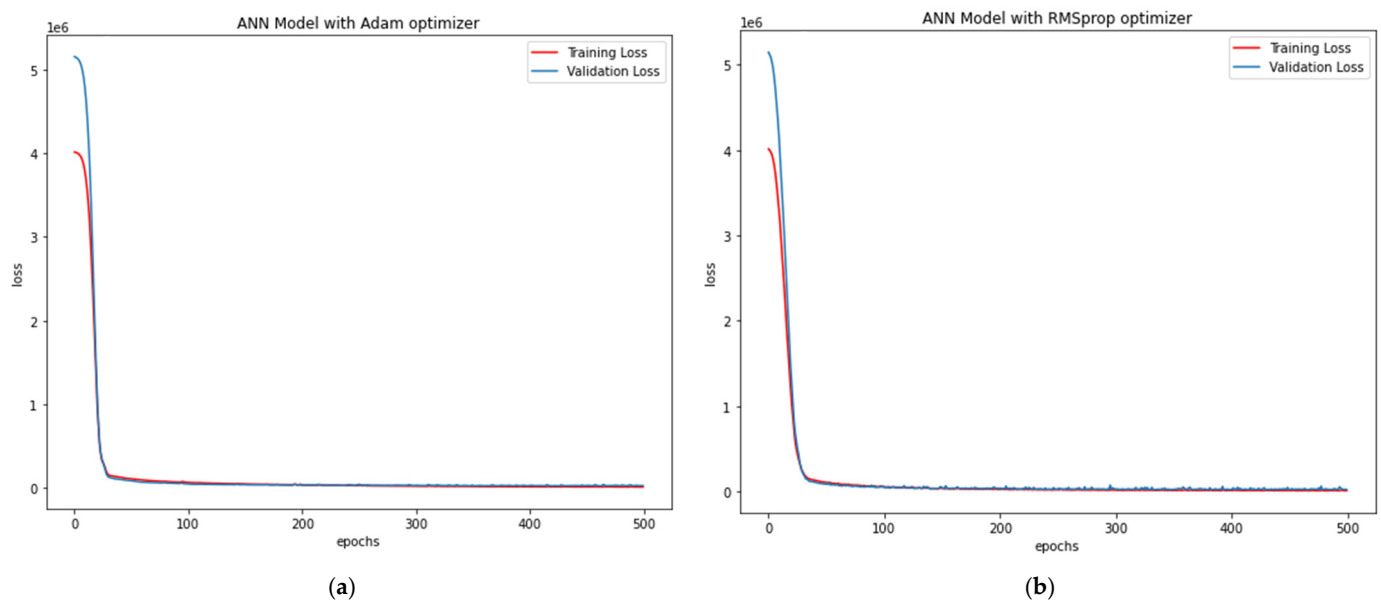 ANN Model with Adam optimizer
1e6
Training Loss
Validation Loss
5
4
3
2
1
0
loss
0 100 200 300 400 500
epochs
(a)
ANN Model with RMSprop optimizer
1e6
Training Loss
Validation Loss
5
4
3
2
1
0
loss
0 100 200 300 400 500
epochs
(b)